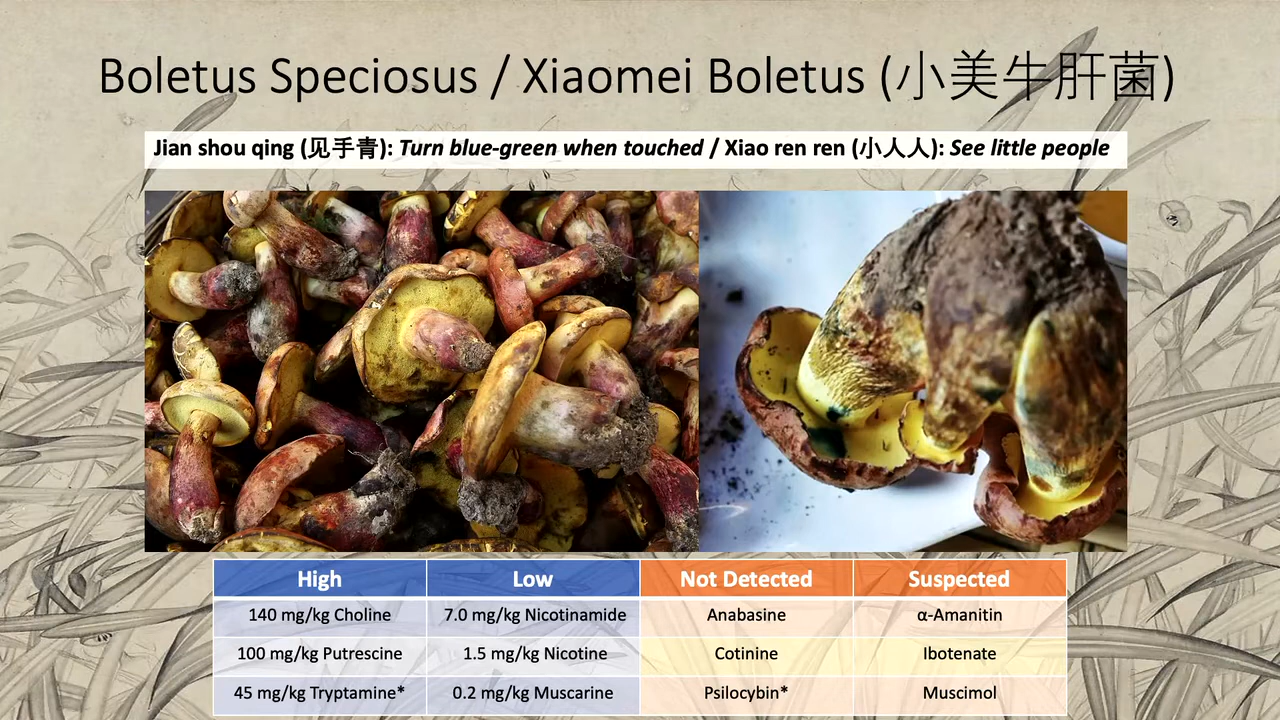 Boletus Speciosus / Xiaomei Boletus (小美牛肝菌)
Jian shou qing (见手青): Turn blue-green when touched / Xiao ren ren (小人人): See little people
High Low Not Detected Suspected
140 mg/kg Choline 7.0 mg/kg Nicotinamide Anabasine α-Amanitin
100 mg/kg Putrescine 1.5 mg/kg Nicotine Cotinine Ibotenate
45 mg/kg Tryptamine* 0.2 mg/kg Muscarine Psilocybin* Muscimol